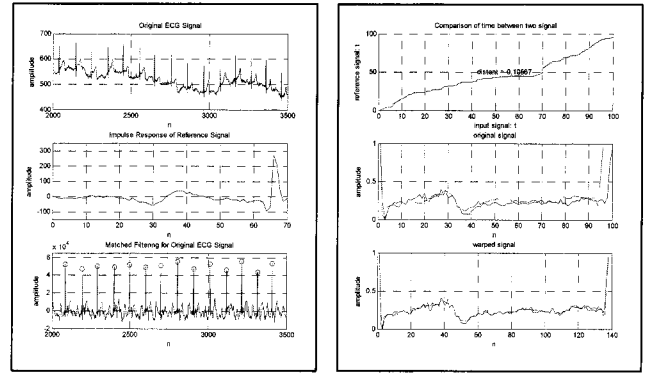 Original ECG Signal
700
600
500
400
amplitude
2000 2500 3000 3500
n
Impulse Response of Reference Signal
300
200
100
0
-100
amplitude
0 10 20 30 40 50 60 70
n
x 10^4
Matched Filtering for Original ECG Signal
6
4
2
0
-2
amplitude
2000 2500 3000 3500
n
Comparison of time between two signal
100
50
0
reference signal: t
distant = 0.10667
0 10 20 30 40 50 60 70 80 90 100
input signal: t
original signal
1
0.5
0
amplitude
0 10 20 30 40 50 60 70 80 90 100
n
warped signal
1
0.5
0
amplitude
0 20 40 60 80 100 120 140
n